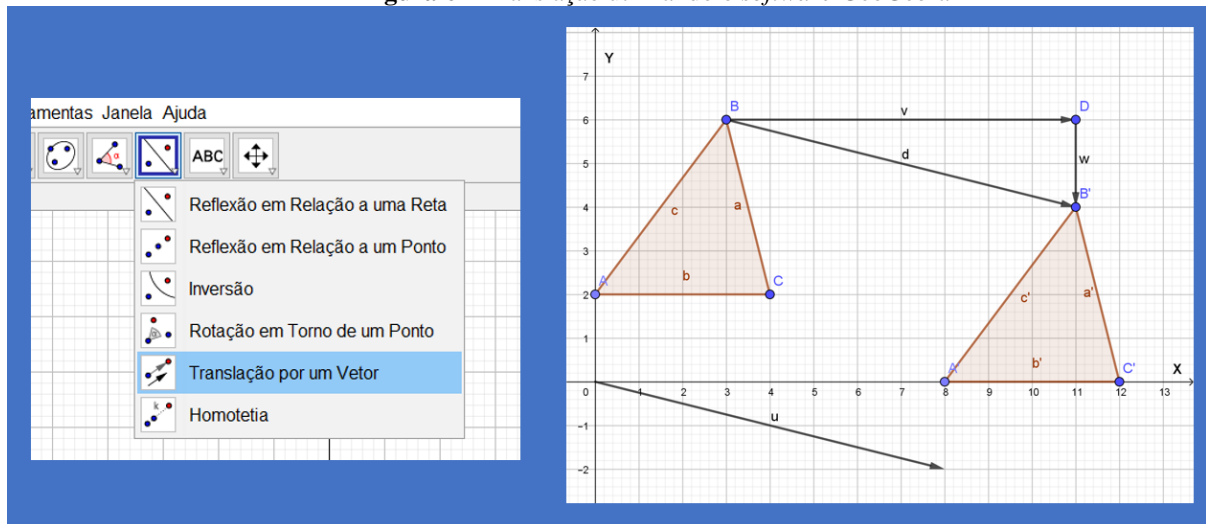 amentas Janela Ajuda
α
ABC
Reflexão em Relação a uma Reta
Reflexão em Relação a um Ponto
Inversão
Rotação em Torno de um Ponto
Translação por um Vetor
Homotetia
Y
7
B
v
D
6
5
d
w
4
B'
c
a
3
A
b
C
2
c'
a'
1
b'
A'
C'
X
0 1 2 3 4 5 6 7 8 9 10 11 12 13
u
−1
−2